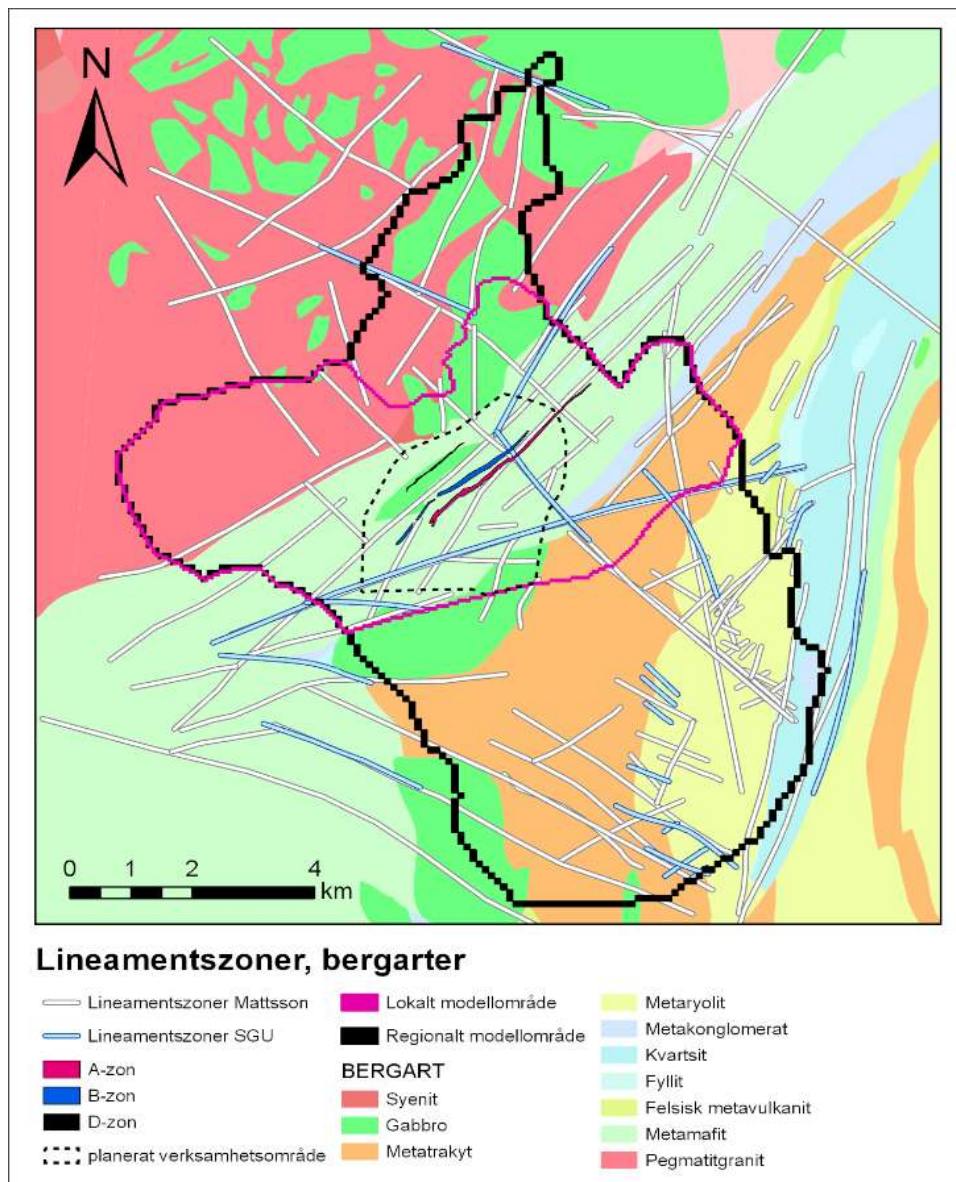 N
0 1 2 4
km
Lineamentszoner, bergarter
Lineamentszoner Mattsson
Lineamentszoner SGU
A-zon
B-zon
D-zon
planerat verksamhetsområde
Lokalt modellområde
Regionalt modellområde
BERGART
Syenit
Gabbro
Metatrakyt
Metaryolit
Metakonglomerat
Kvartsit
Fyllit
Felsisk metavulkanit
Metamafit
Pegmatitgranit